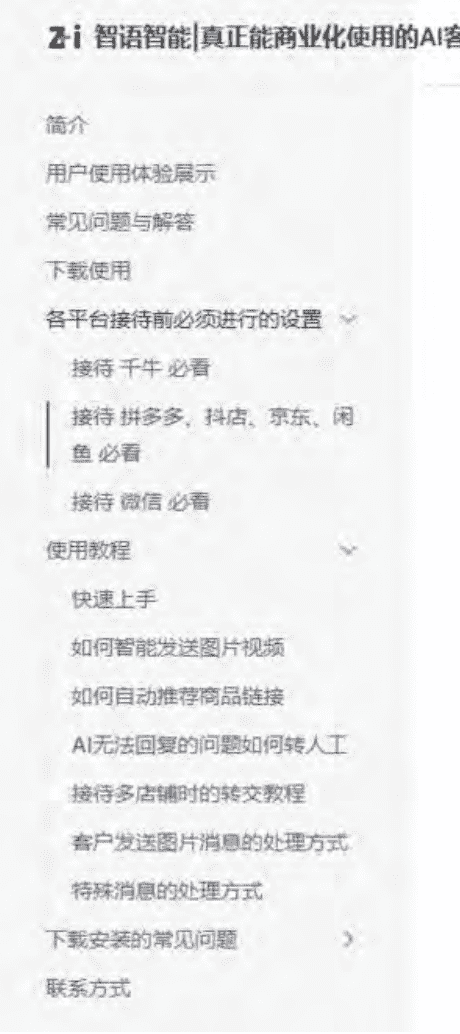 Z-i 智语智能|真正能商业化使用的AI客
简介
用户使用体验展示
常见问题与解答
下载使用
各平台接待前必须进行的设置
接待 千牛 必看
接待 拼多多、抖店、京东、闲
鱼 必看
接待 微信 必看
使用教程
快速上手
如何智能发送图片视频
如何自动推荐商品链接
AI无法回复的问题如何转人工
接待多店铺时的转交教程
客户发送图片消息的处理方式
特殊消息的处理方式
下载安装的常见问题
联系方式